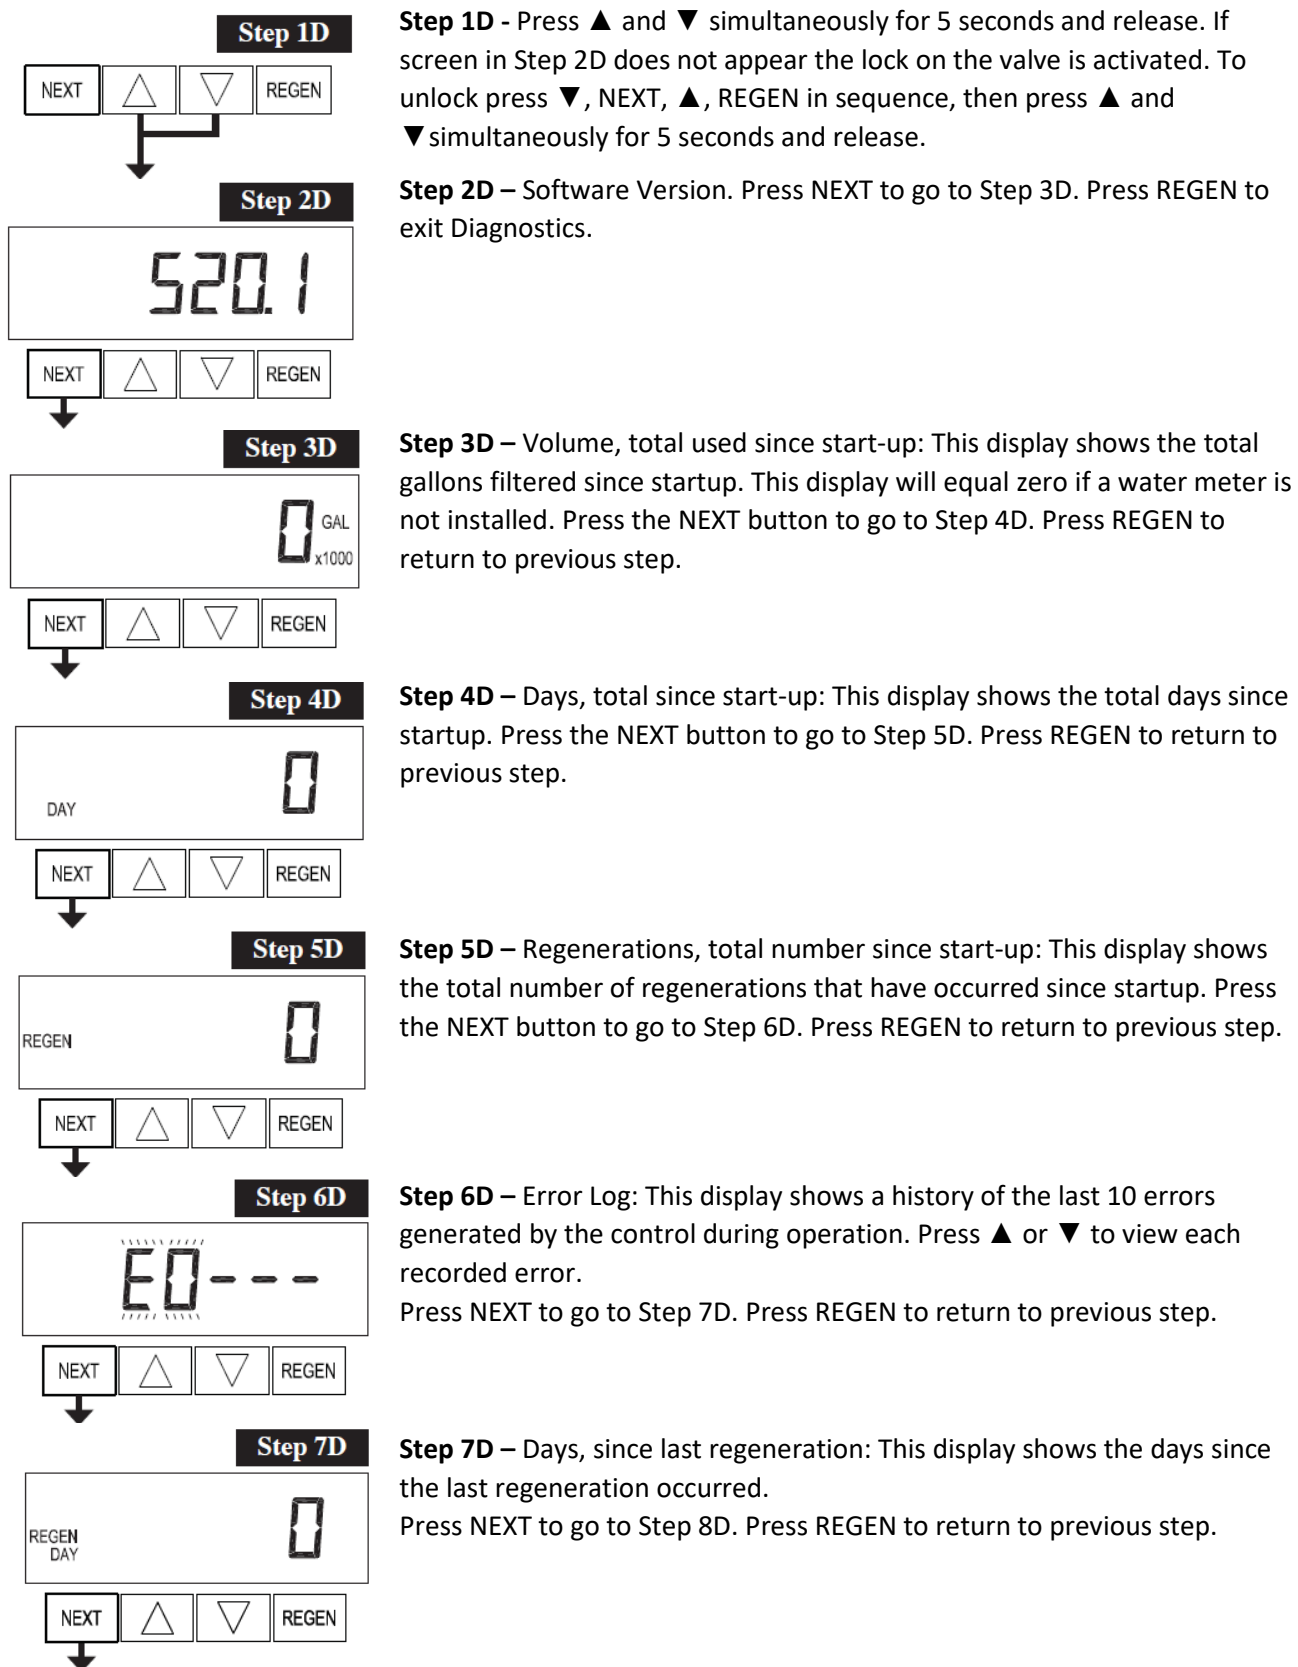 Step 1D
NEXT △ ▽ REGEN
Step 1D - Press ▲ and ▼ simultaneously for 5 seconds and release. If
screen in Step 2D does not appear the lock on the valve is activated. To
unlock press ▼, NEXT, ▲, REGEN in sequence, then press ▲ and
▼simultaneously for 5 seconds and release.
Step 2D
520.1
NEXT △ ▽ REGEN
Step 2D – Software Version. Press NEXT to go to Step 3D. Press REGEN to
exit Diagnostics.
Step 3D
0 GAL
x1000
NEXT △ ▽ REGEN
Step 3D – Volume, total used since start-up: This display shows the total
gallons filtered since startup. This display will equal zero if a water meter is
not installed. Press the NEXT button to go to Step 4D. Press REGEN to
return to previous step.
Step 4D
DAY 0
NEXT △ ▽ REGEN
Step 4D – Days, total since start-up: This display shows the total days since
startup. Press the NEXT button to go to Step 5D. Press REGEN to return to
previous step.
Step 5D
REGEN 0
NEXT △ ▽ REGEN
Step 5D – Regenerations, total number since start-up: This display shows
the total number of regenerations that have occurred since startup. Press
the NEXT button to go to Step 6D. Press REGEN to return to previous step.
Step 6D
E0---
NEXT △ ▽ REGEN
Step 6D – Error Log: This display shows a history of the last 10 errors
generated by the control during operation. Press ▲ or ▼ to view each
recorded error.
Press NEXT to go to Step 7D. Press REGEN to return to previous step.
Step 7D
REGEN
DAY 0
NEXT △ ▽ REGEN
Step 7D – Days, since last regeneration: This display shows the days since
the last regeneration occurred.
Press NEXT to go to Step 8D. Press REGEN to return to previous step.